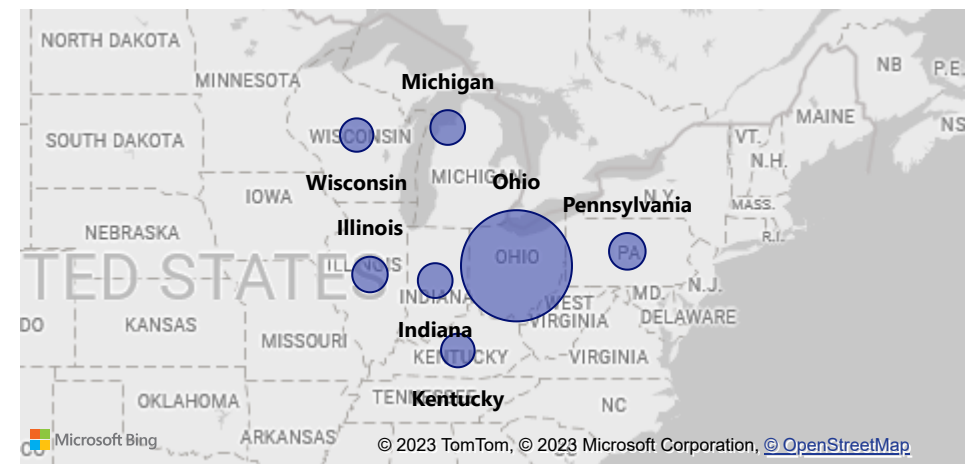 NORTH DAKOTA
MINNESOTA
Michigan
NB
P.E.
MAINE
WISCONSIN
SOUTH DAKOTA
VT.
NS
N.H.
MICHIGAN
Ohio
Wisconsin
IOWA
N.Y.
MASS.
Pennsylvania
Illinois
NEBRASKA
R.I.
OHIO
PA
ILLINOIS
TED STATES
INDIANA
MD.
N.J.
WEST
VIRGINIA
DELAWARE
DO
KANSAS
Indiana
MISSOURI
KENTUCKY
VIRGINIA
TENNESSEE
Kentucky
OKLAHOMA
NC
ARKANSAS
Microsoft Bing
© 2023 TomTom, © 2023 Microsoft Corporation, © OpenStreetMap